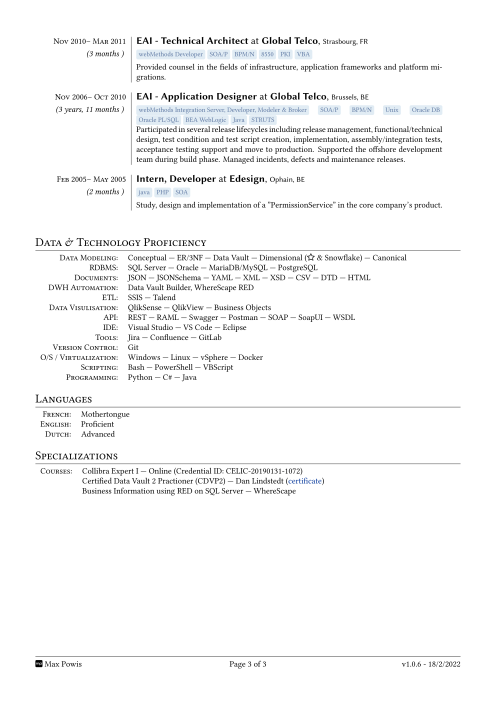 Nov 2010– Mar 2011 EAI - Technical Architect at Global Telco, Strasbourg, FR
(3 months ) webMethods Developer SOA/P BPM/N 8556 PKI VBA
Provided counsel in the fields of infrastructure, application frameworks and platform mi-
grations.
Nov 2006– Oct 2010 EAI - Application Designer at Global Telco, Brussels, BE
(3 years, 11 months ) webMethods Integration Server, Developer, Modeler & Broker SOA/P BPM/N Unix Oracle DB
Oracle PL/SQL BEA WebLogic Java STRUTS
Participated in several release lifecycles including release management, functional/technical
design, test condition and test script creation, implementation, assembly/integration tests,
acceptance testing support and move to production. Supported the offshore development
team during build phase. Managed incidents, defects and maintenance releases.
Feb 2005– May 2005 Intern, Developer at Edesign, Ophain, BE
(2 months ) java PHP SOA
Study, design and implementation of a "PermissionService" in the core company's product.
Data & Technology Proficiency
Data Modeling: Conceptual — ER/3NF — Data Vault — Dimensional (☆ & Snowflake) — Canonical
RDBMS: SQL Server — Oracle — MariaDB/MySQL — PostgreSQL
Documents: JSON — JSONSchema — YAML — XML — XSD — CSV — DTD — HTML
DWH Automation: Data Vault Builder, WhereScape RED
ETL: SSIS — Talend
Data Visulisation: QlikSense — QlikView — Business Objects
API: REST — RAML — Swagger — Postman — SOAP — SoapUI — WSDL
IDE: Visual Studio — VS Code — Eclipse
Tools: Jira — Confluence — GitLab
Version Control: Git
O/S / Virtualization: Windows — Linux — vSphere — Docker
Scripting: Bash — PowerShell — VBScript
Programming: Python — C# — Java
Languages
French: Mothertongue
English: Proficient
Dutch: Advanced
Specializations
Courses: Collibra Expert I — Online (Credential ID: CELIC-20190131-1072)
Certified Data Vault 2 Practioner (CDVP2) — Dan Lindstedt (certificate)
Business Information using RED on SQL Server — WhereScape
Max Powis Page 3 of 3 v1.0.6 - 18/2/2022